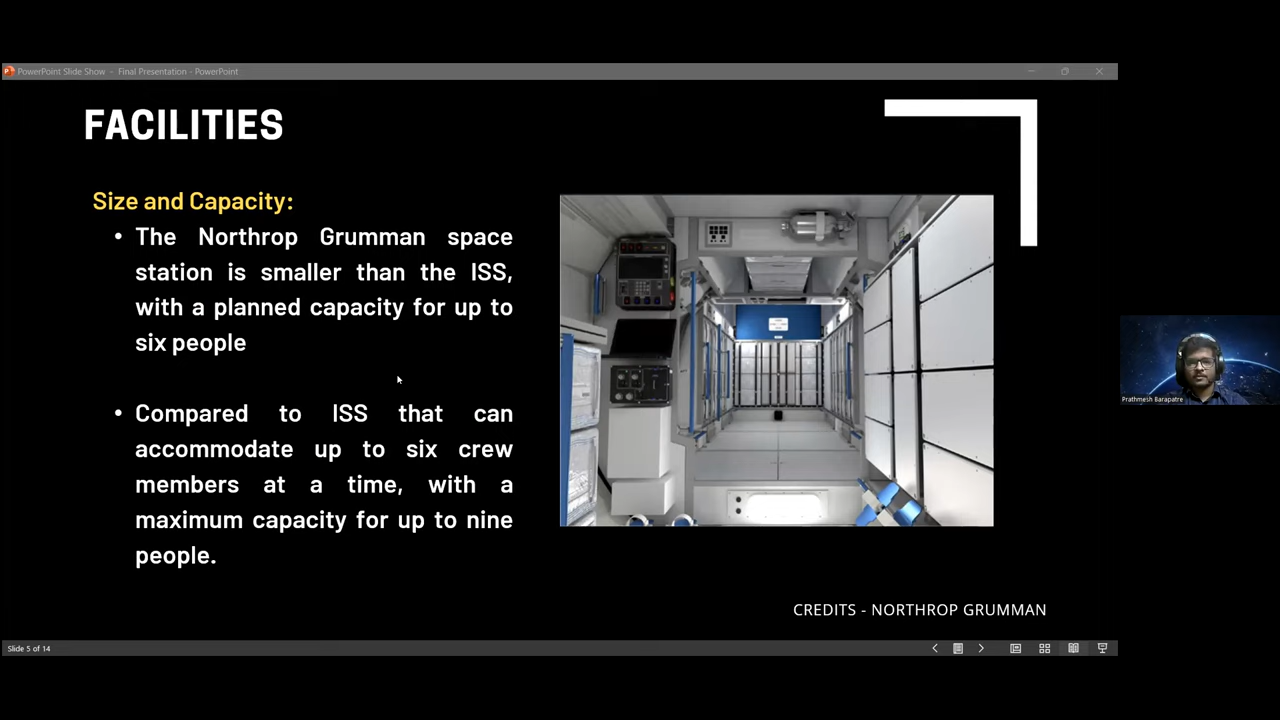 PowerPoint Slide Show - Final Presentation - PowerPoint
FACILITIES
Size and Capacity:
• The Northrop Grumman space
station is smaller than the ISS,
with a planned capacity for up to
six people
• Compared to ISS that can
accommodate up to six crew
members at a time, with a
maximum capacity for up to nine
people.
CREDITS - NORTHROP GRUMMAN
Prathmesh Barapatre
Slide 5 of 14